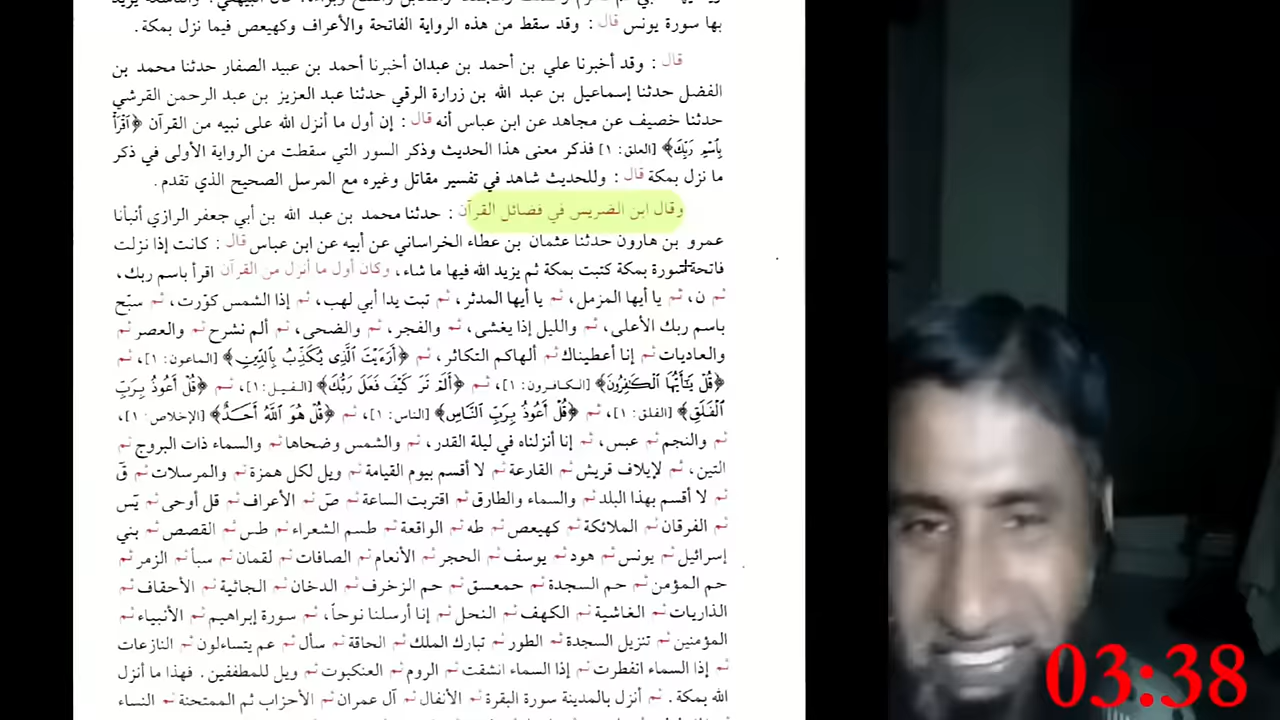 بها سورة يونس قال : وقد سقط من هذه الرواية الفاتحة والأعراف وكهيعص فيما نزل بمكة.
قال : وقد أخبرنا علي بن أحمد بن عبدان أخبرنا أحمد بن عبيد الصفار حدثنا محمد بن
الفضل حدثنا إسماعيل بن عبد الله بن زرارة الرقي حدثنا عبد العزيز بن عبد الرحمن القرشي
حدثنا خصيف عن مجاهد عن ابن عباس أنه قال : إن أول ما أنزل الله على نبيه من القرآن ﴿ٱقْرَأْ
بِٱسْمِ رَبِّكَ﴾ [العلق: ١] فذكر معنى هذا الحديث وذكر السور التي سقطت من الرواية الأولى في ذكر
ما نزل بمكة قال : وللحديث شاهد في تفسير مقاتل وغيره مع المرسل الصحيح الذي تقدم.
وقال ابن الضريس في فضائل القرآن : حدثنا محمد بن عبد الله بن أبي جعفر الرازي أنبأنا
عمرو بن هارون حدثنا عثمان بن عطاء الخراساني عن أبيه عن ابن عباس قال : كانت إذا نزلت
فاتحة سورة بمكة كتبت بمكة ثم يزيد الله فيها ما شاء، وكان أول ما أنزل من القرآن اقرأ باسم ربك،
ثم ن، ثم يا أيها المزمل، ثم يا أيها المدثر، ثم تبت يدا أبي لهب، ثم إذا الشمس كوّرت، ثم سبّح
باسم ربك الأعلى، ثم والليل إذا يغشى، ثم والفجر، ثم والضحى، ثم ألم نشرح ثم والعصر ثم
والعاديات ثم إنا أعطيناك ثم ألهاكم التكاثر، ثم ﴿أَرَءَيْتَ ٱلَّذِى يُكَذِّبُ بِٱلدِّينِ﴾ [الماعون: ١]، ثم
﴿قُلْ يَٰٓأَيُّهَا ٱلْكَٰفِرُونَ﴾ [الكافرون: ١]، ثم ﴿أَلَمْ تَرَ كَيْفَ فَعَلَ رَبُّكَ﴾ [الفيل: ١]، ثم ﴿قُلْ أَعُوذُ بِرَبِّ
ٱلْفَلَقِ﴾ [الفلق: ١]، ثم ﴿قُلْ أَعُوذُ بِرَبِّ ٱلنَّاسِ﴾ [الناس: ١]، ثم ﴿قُلْ هُوَ ٱللَّهُ أَحَدٌ﴾ [الإخلاص: ١]،
ثم والنجم ثم عبس، ثم إنا أنزلناه في ليلة القدر، ثم والشمس وضحاها ثم والسماء ذات البروج ثم
التين، ثم لإيلاف قريش ثم القارعة ثم لا أقسم بيوم القيامة ثم ويل لكل همزة ثم والمرسلات ثم قَ
ثم لا أقسم بهذا البلد ثم والسماء والطارق ثم اقتربت الساعة ثم صَ ثم الأعراف ثم قل أوحى ثم يَس
ثم الفرقان ثم الملائكة ثم كهيعص ثم طه ثم الواقعة ثم طسم الشعراء ثم طس ثم القصص ثم بني
إسرائيل ثم يونس ثم هود ثم يوسف ثم الحجر ثم الأنعام ثم الصافات ثم لقمان ثم سبأ ثم الزمر ثم
حم المؤمن ثم حم السجدة ثم حمعسق ثم حم الزخرف ثم الدخان ثم الجاثية ثم الأحقاف ثم
الذاريات ثم الغاشية ثم الكهف ثم النحل ثم إنا أرسلنا نوحاً، ثم سورة إبراهيم ثم الأنبياء ثم
المؤمنين ثم تنزيل السجدة ثم الطور ثم تبارك الملك ثم الحاقة ثم سأل ثم عم يتساءلون ثم النازعات
ثم إذا السماء انفطرت ثم إذا السماء انشقت ثم الروم ثم العنكبوت ثم ويل للمطففين. فهذا ما أنزل
الله بمكة. ثم أنزل بالمدينة سورة البقرة ثم الأنفال ثم آل عمران ثم الأحزاب ثم الممتحنة ثم النساء
03:38